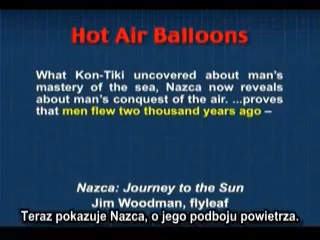 Hot Air Balloons
What Kon-Tiki uncovered about man's
mastery of the sea, Nazca now reveals
about man's conquest of the air. ...proves
that men flew two thousand years ago –
Nazca: Journey to the Sun
Jim Woodman, flyleaf
Teraz pokazuje Nazca, o jego podboju powietrza.